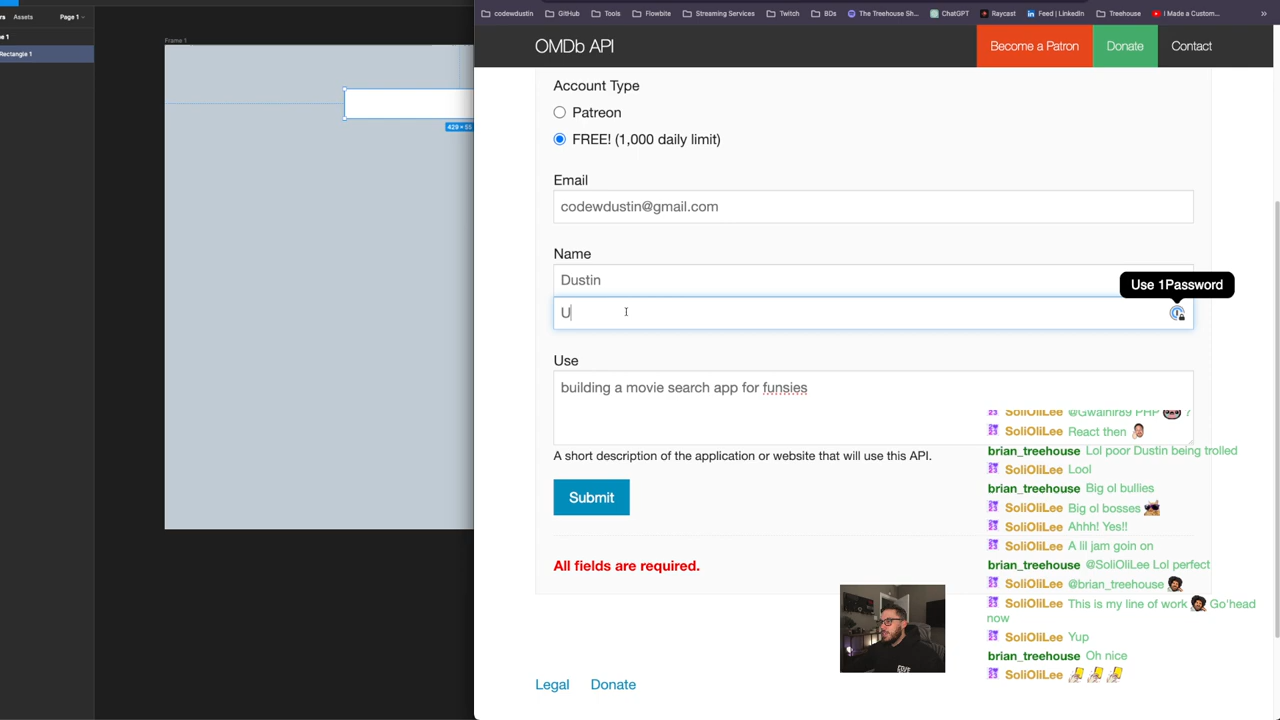 Assets
Page 1
Rectangle 1
Frame 1
429 × 55
codewdustin
GitHub
Tools
Flowbite
Streaming Services
Twitch
BDs
The Treehouse Sh...
ChatGPT
Raycast
Feed | LinkedIn
Treehouse
I Made a Custom...
»
OMDb API
Become a Patron
Donate
Contact
Account Type
Patreon
FREE! (1,000 daily limit)
Email
codewdustin@gmail.com
Name
Dustin
Use 1Password
U
Use
building a movie search app for funsies
A short description of the application or website that will use this API.
Submit
All fields are required.
SoliOliLee @Gwainir89 PHP ?
SoliOliLee React then
brian_treehouse Lol poor Dustin being trolled
SoliOliLee Lool
brian_treehouse Big ol bullies
SoliOliLee Big ol bosses
SoliOliLee Ahhh! Yes!!
SoliOliLee A lil jam goin on
brian_treehouse @SoliOliLee Lol perfect
SoliOliLee @brian_treehouse
SoliOliLee This is my line of work Go'head
now
SoliOliLee Yup
brian_treehouse Oh nice
SoliOliLee
Legal
Donate